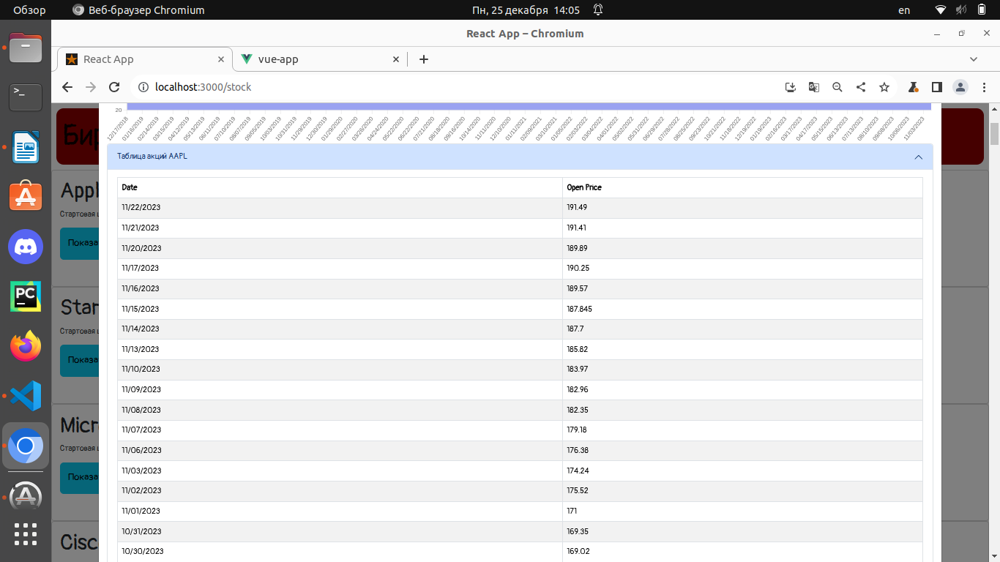 Обзор Веб-браузер Chromium Пн, 25 декабря 14:05 en
React App – Chromium
React App vue-app
localhost:3000/stock
20
12/17/2018 01/16/2019 02/14/2019 03/15/2019 04/12/2019 05/13/2019 06/11/2019 07/10/2019 08/07/2019 09/05/2019 10/03/2019 10/31/2019 11/29/2019 12/30/2019 01/29/2020 02/27/2020 03/26/2020 04/24/2020 05/22/2020 06/22/2020 07/21/2020 08/18/2020 09/16/2020 10/14/2020 11/11/2020 12/10/2020 01/11/2021 02/09/2021 03/10/2021 01/05/2022 02/03/2022 03/04/2022 04/01/2022 05/02/2022 05/31/2022 06/29/2022 07/28/2022 08/25/2022 09/23/2022 10/21/2022 11/18/2022 12/19/2022 01/19/2023 02/16/2023 03/17/2023 04/17/2023 05/15/2023 06/13/2023 07/13/2023 08/10/2023 09/08/2023 10/06/2023 11/03/2023
Бир
Таблица акций AAPL
Appl
Стартовая ц
Показа
Star
Стартовая ц
Показа
Micr
Стартовая ц
Показа
Cisc
Date Open Price
11/22/2023 191.49
11/21/2023 191.41
11/20/2023 189.89
11/17/2023 190.25
11/16/2023 189.57
11/15/2023 187.845
11/14/2023 187.7
11/13/2023 185.82
11/10/2023 183.97
11/09/2023 182.96
11/08/2023 182.35
11/07/2023 179.18
11/06/2023 176.38
11/03/2023 174.24
11/02/2023 175.52
11/01/2023 171
10/31/2023 169.35
10/30/2023 169.02
PC